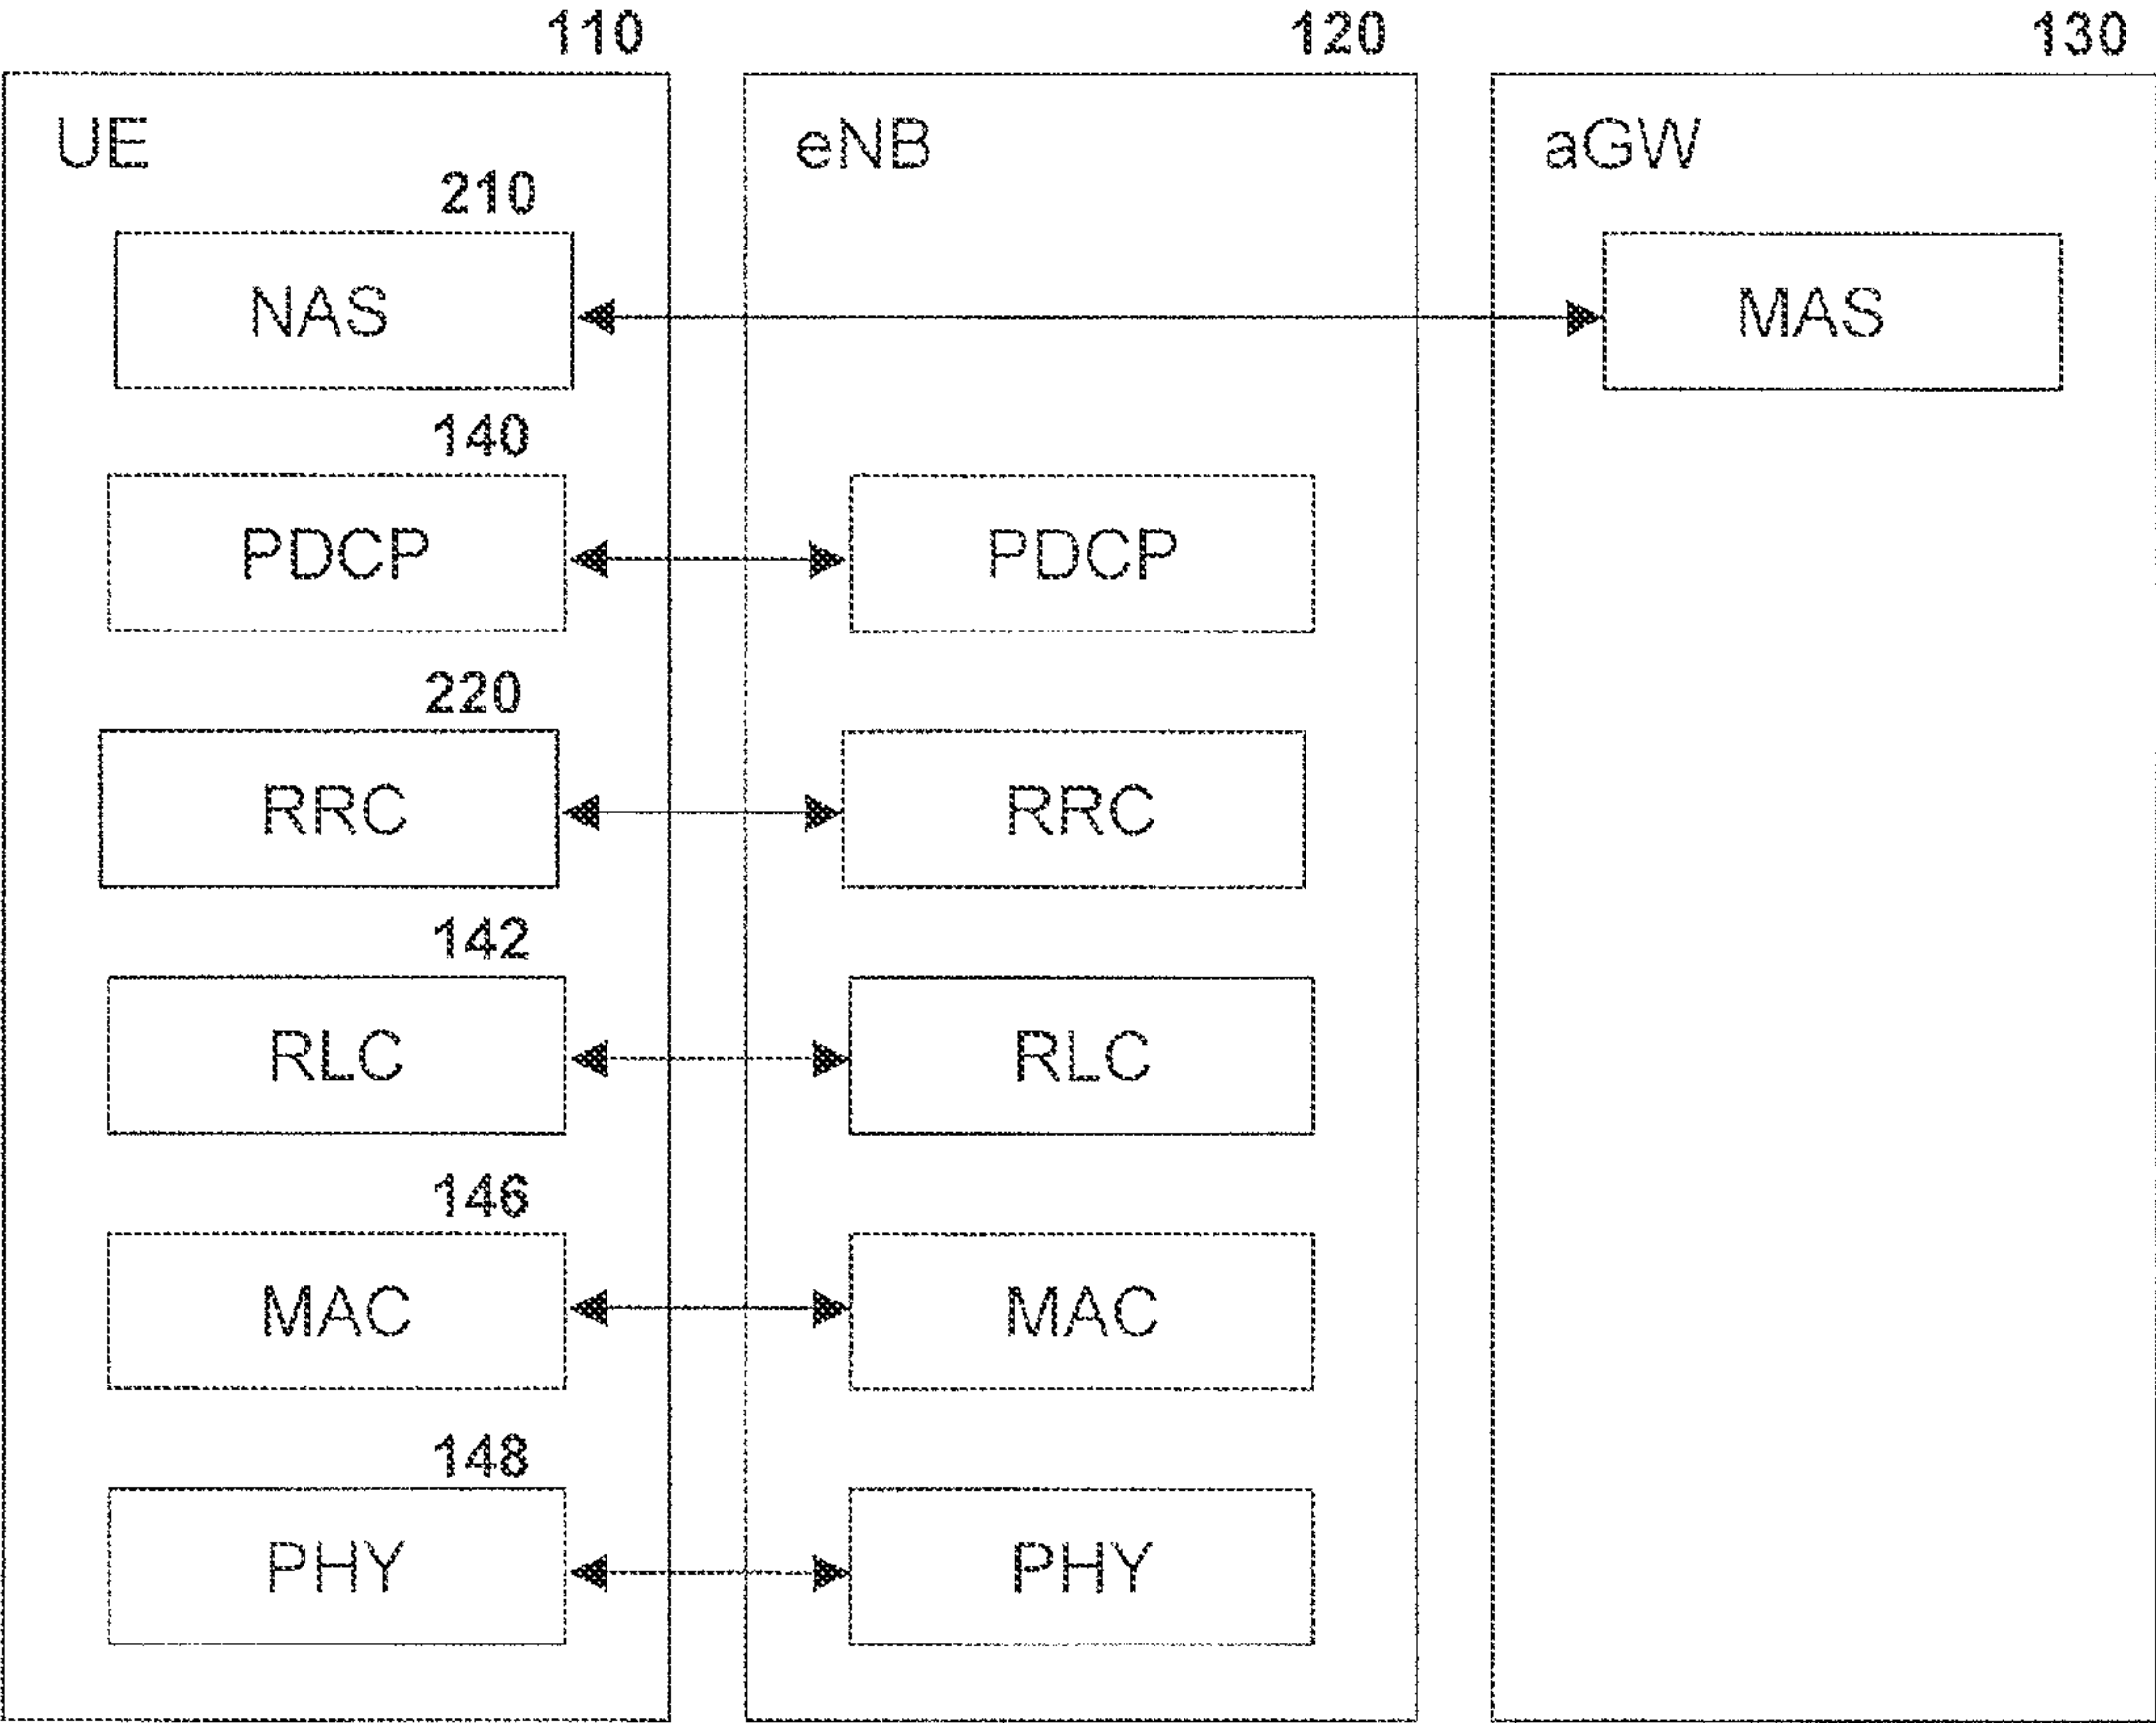 110 120 130
UE eNB aGW
210
NAS MAS
140
PDCP PDCP
220
RRC RRC
142
RLC RLC
146
MAC MAC
148
PHY PHY